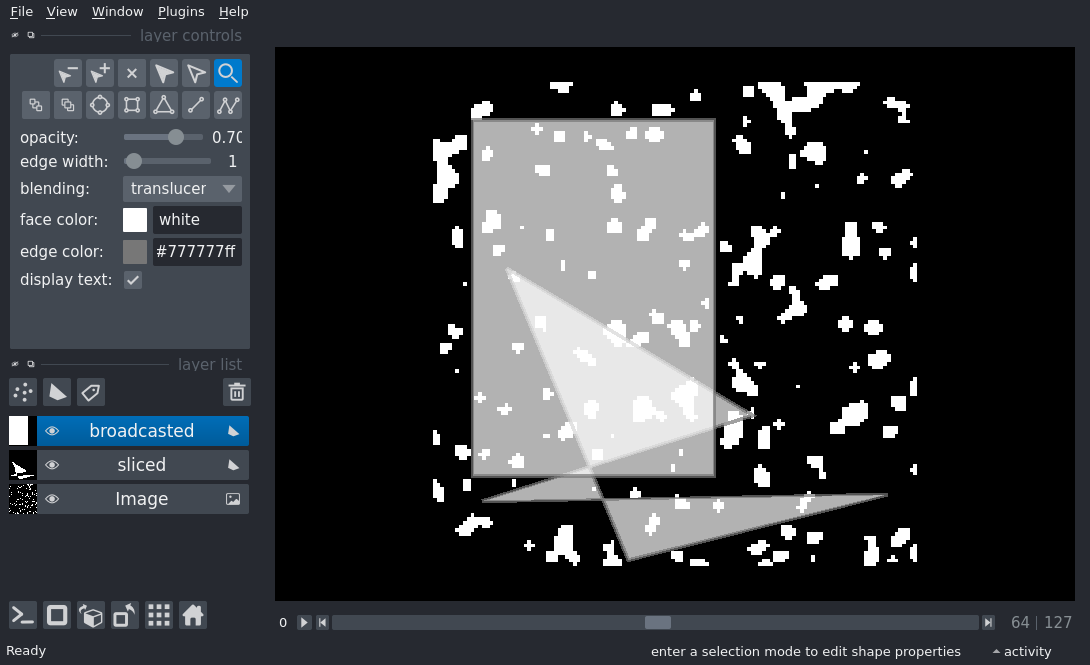 File View Window Plugins Help
layer controls
opacity: 0.70
edge width: 1
blending: translucer
face color: white
edge color: #777777ff
display text:
layer list
broadcasted
sliced
Image
0 64 | 127
Ready enter a selection mode to edit shape properties activity